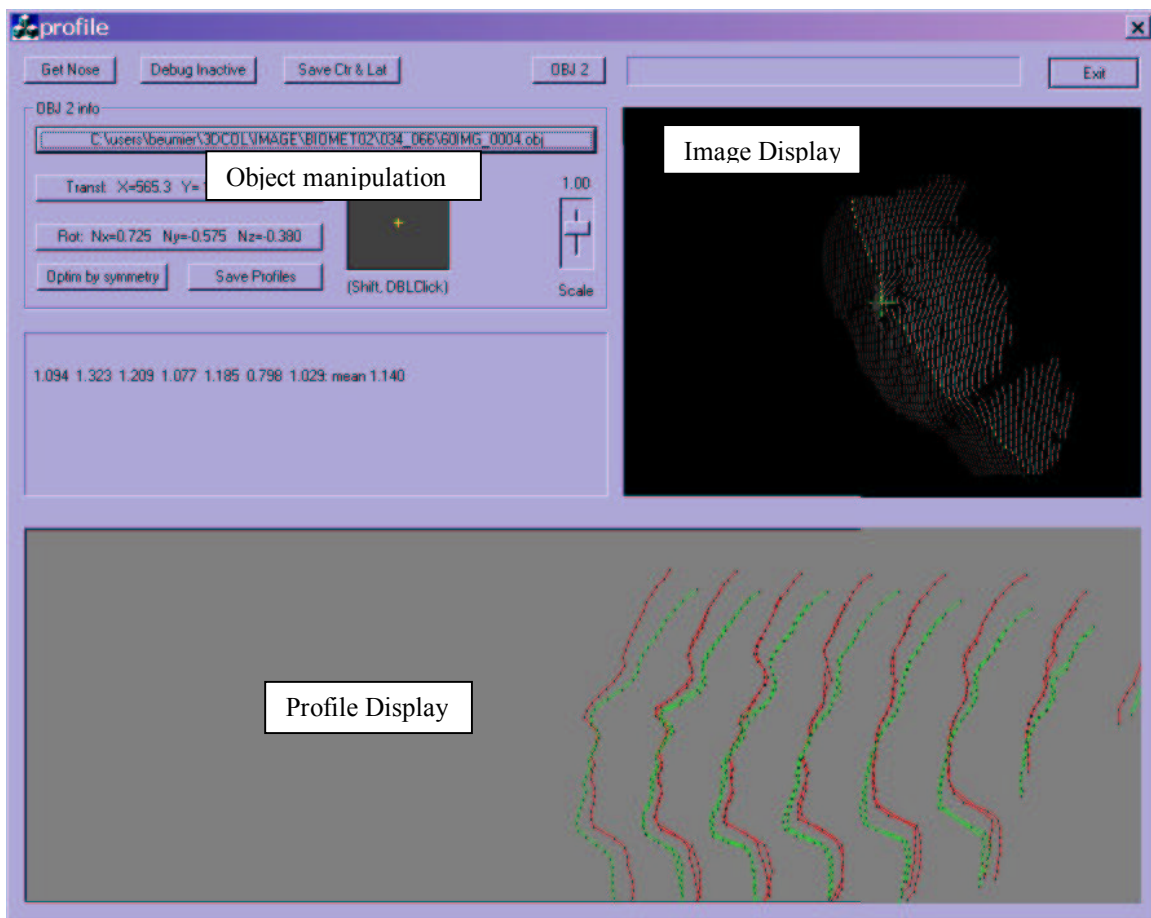 profile
Get Nose
Debug Inactive
Save Ctr & Lat
OBJ 2
Exit
OBJ 2 info
C:\users\beumier\3DCOL\IMAGE\BIOMET02\034_066\60IMG_0004.obj
Object manipulation
Image Display
Transl: X=565.3 Y=
1.00
Rot: Nx=0.725 Ny=-0.575 Nz=-0.380
Optim by symmetry
Save Profiles
(Shift, DBLClick)
Scale
1.094 1.323 1.209 1.077 1.185 0.798 1.029: mean 1.140
Profile Display